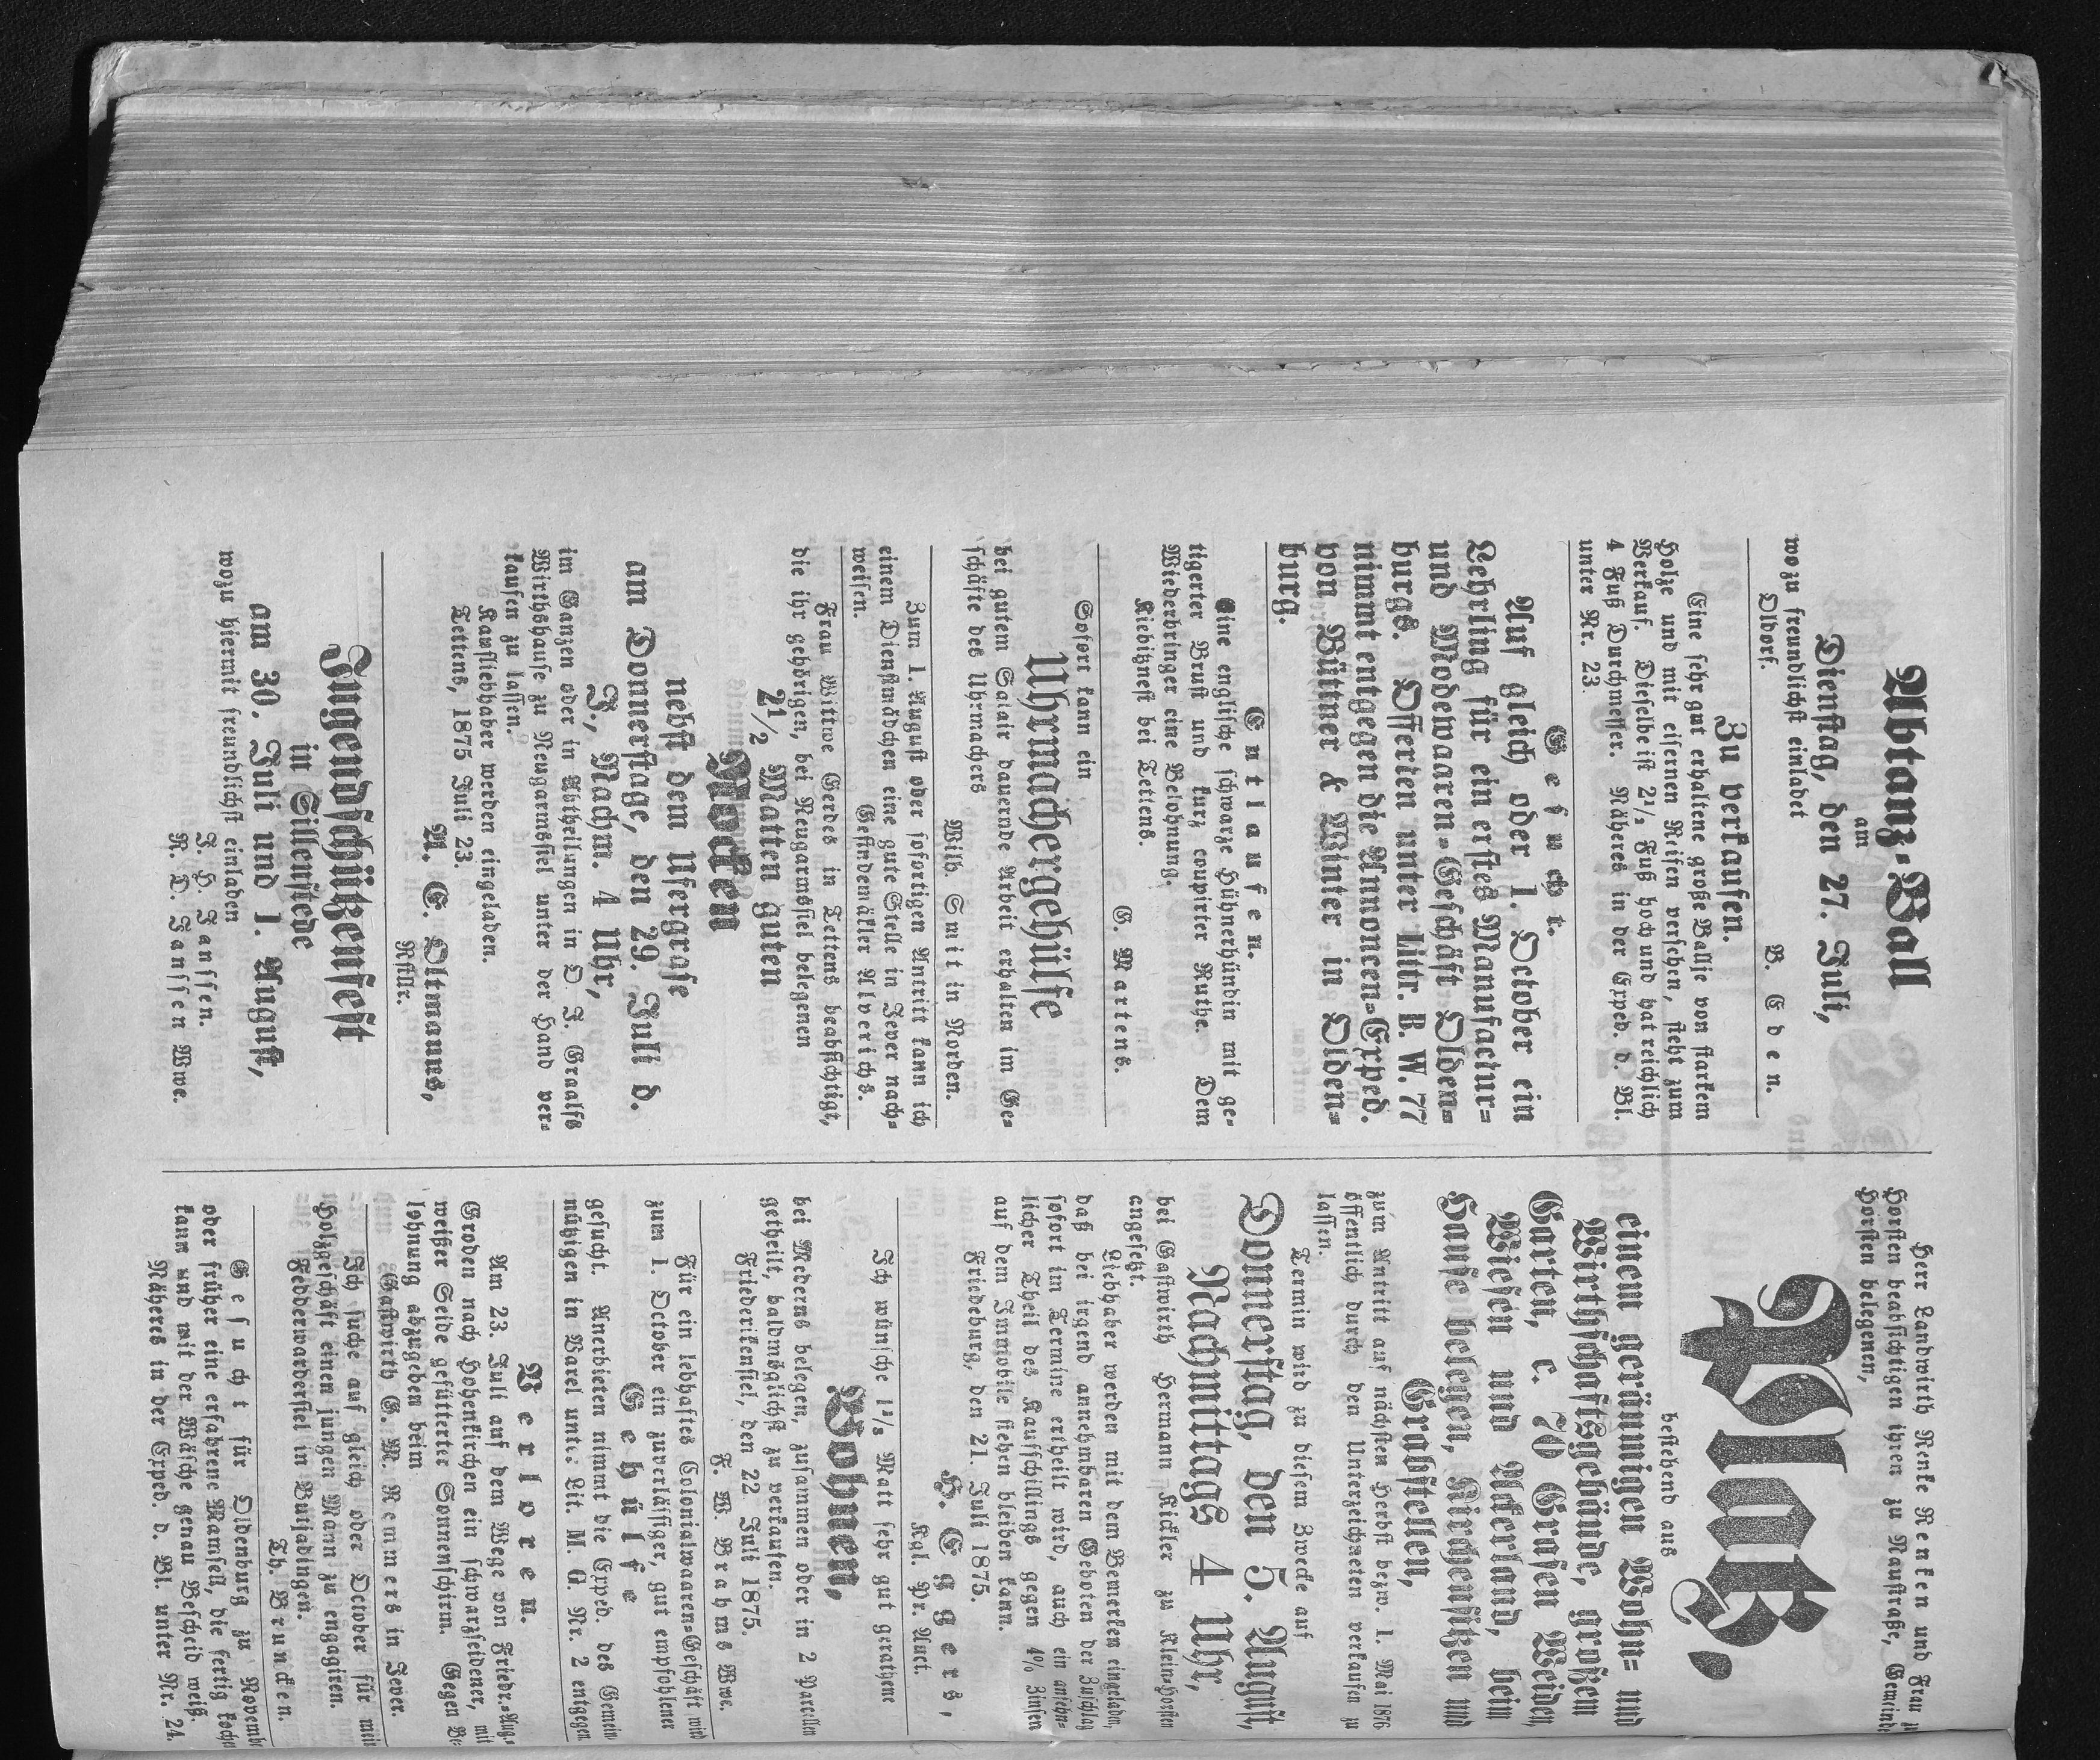 Abtanz-Ball
am
Dienstag, den 27. Juli,
wozu freundlichst einladet
Oldorf. B. Eden.
Zu verkaufen.
Eine sehr gut erhaltene große Ballje von starkem
Holze und mit eisernen Reifen versehen, steht zum
Verkauf. Dieselbe ist 2½ Fuß hoch und hat reichlich
4 Fuß Durchmesser. Näheres in der Exped. d. Bl.
unter Nr. 23.
Gesucht.
Auf gleich oder 1. October ein
Lehrling für ein erstes Manufactur=
und Modewaaren=Geschäft Olden=
burgs. Offerten unter Littr. B. W. 77
nimmt entgegen die Annoncen=Exped.
von Büttner & Winter in Olden=
burg.
Entlaufen.
Eine englische schwarze Hühnerhündin mit ge=
tigerter Brust und kurz coupirter Ruthe. Dem
Wiederbringer eine Belohnung.
Kiebitznest bei Tettens. E. Martens.
Sofort kann ein
Uhrmachergehülfe
bei gutem Salair dauernde Arbeit erhalten im Ge=
schäfte des Uhrmachers
Wilh. Smit in Norden.
Zum 1. August oder sofortigen Antritt kann ich
einem Dienstmädchen eine gute Stelle in Jever nach=
weisen. Gesindemäkler Alverichs.
Frau Wittwe Gerdes in Tettens beabsichtigt,
die ihr gehörigen, bei Neugarmssiel belegenen
2½ Matten guten
Rocken
nebst dem Ufergrase
am Donnerstage, den 29. Juli d.
J., Nachm. 4 Uhr,
im Ganzen oder in Abtheilungen in O. J. Gralfs
Wirthshause zu Neugarmssiel unter der Hand ver=
kaufen zu lassen.
Kaufliebhaber werden eingeladen.
Tettens, 1875 Juli 23.
A. E. Oltmanns,
Rstllr.
Jugendschützenfest
in Sillenstede
am 30. Juli und 1. August,
wozu hiermit freundlichst einladen
J. H. Janssen.
R. D. Janssen Wwe.
Herr Landwirth Renke Renken und Frau
Horsten beabsichtigen ihren zu Raustraße, Gemeinde
Horsten belegenen,
Platz,
bestehend aus
einem geräumigen Wohn= und
Wirthschaftsgebäude, großem
Garten, c. 70 Grasen Weiden,
Wiesen und Ackerland, beim
Hause belegen, Kirchensitzen und
Grabstellen,
zum Antritt auf nächsten Herbst bezw. 1. Mai 1876
öffentlich durch den Unterzeichneten verkaufen zu
lassen.
Termin wird zu diesem Zwecke auf
Donnerstag, den 5. August,
Nachmittags 4 Uhr,
bei Gastwirth Hermann Kickler zu Klein=Horsten
angesetzt.
Liebhaber werden mit dem Bemerken eingeladen,
daß bei irgend annehmbaren Geboten der Zuschlag
sofort im Termine ertheilt wird, auch ein ansehn=
licher Theil des Kaufschillings gegen 4% Zinsen
auf dem Immobile stehen bleiben kann.
Friedeburg, den 21. Juli 1875.
H. Eggers,
Kgl. Pr. Auct.
Ich wünsche 1⅓ Matt sehr gut gerathene
Bohnen,
bei Mederns belegen, zusammen oder in 2 Parcellen
getheilt, baldmöglichst zu verkaufen.
Friederikensiel, den 22. Juli 1875.
F. W. Brahms Wwe.
Für ein lebhaftes Colonialwaaren=Geschäft wird
zum 1. October ein zuverlässiger, gut empfohlener
Gehülfe
gesucht. Anerbieten nimmt die Exped. des Gemein
nützigen in Varel unter Lit. M. G. Nr. 2 entgegen
Verloren.
Am 23. Juli auf dem Wege von Friedr.=Aug.=
Groden nach Hohenkirchen ein schwarzseidener, mit
weißer Seide gefütterter Sonnenschirm. Gegen Be=
lohnung abzugeben beim
Gastwirth G. M. Remmers in Jever.
Ich suche auf gleich oder October für mein
Holzgeschäft einen jungen Mann zu engagiren.
Fedderwardersiel in Butjadingen.
Th. Bruncken.
Gesucht für Oldenburg zu Novembe
oder früher eine erfahrene Mamsell, die fertig koche
kann und mit der Wäsche genau Bescheid weiß.
Näheres in der Exped. d. Bl. unter Nr. 24.